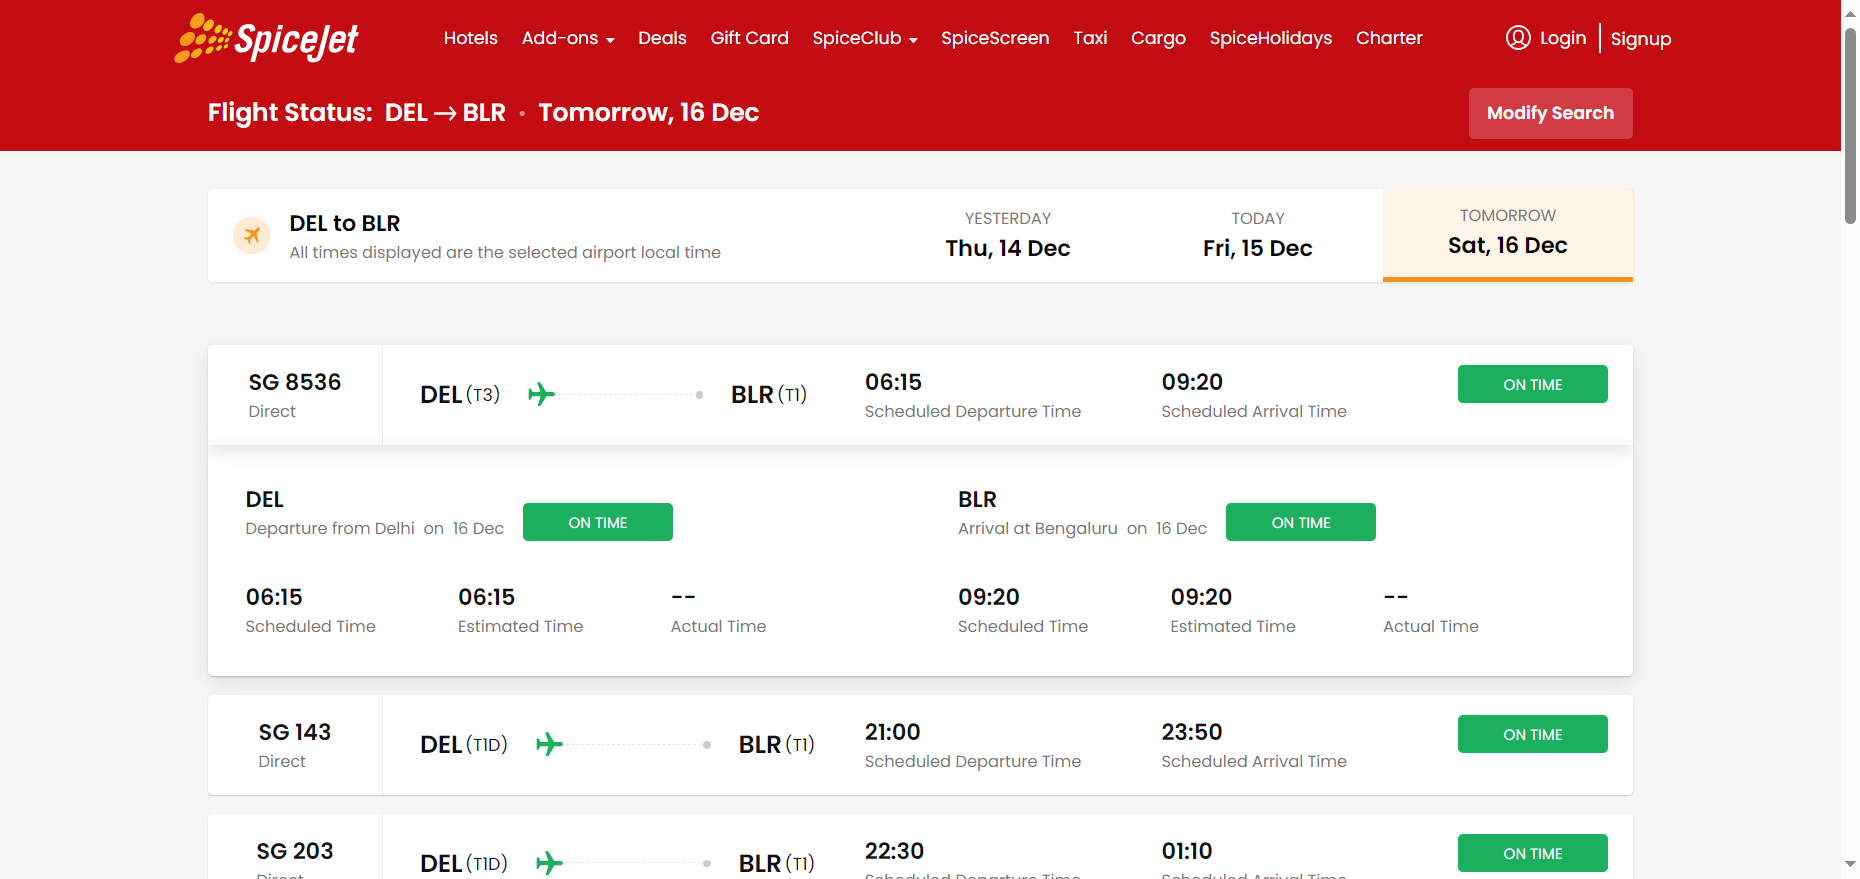 SpiceJet
Hotels Add-ons Deals Gift Card SpiceClub SpiceScreen Taxi Cargo SpiceHolidays Charter Login Signup
Flight Status: DEL → BLR • Tomorrow, 16 Dec Modify Search
DEL to BLR
All times displayed are the selected airport local time
YESTERDAY
Thu, 14 Dec
TODAY
Fri, 15 Dec
TOMORROW
Sat, 16 Dec
SG 8536
Direct
DEL (T3) BLR (T1)
06:15
Scheduled Departure Time
09:20
Scheduled Arrival Time
ON TIME
DEL
Departure from Delhi on 16 Dec
ON TIME
06:15
Scheduled Time
06:15
Estimated Time
--
Actual Time
BLR
Arrival at Bengaluru on 16 Dec
ON TIME
09:20
Scheduled Time
09:20
Estimated Time
--
Actual Time
SG 143
Direct
DEL (T1D) BLR (T1)
21:00
Scheduled Departure Time
23:50
Scheduled Arrival Time
ON TIME
SG 203
Direct
DEL (T1D) BLR (T1)
22:30
Scheduled Departure Time
01:10
Scheduled Arrival Time
ON TIME